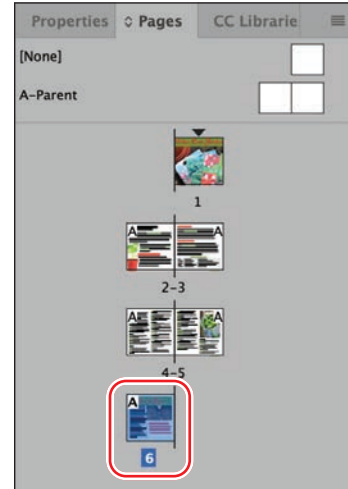 Properties Pages CC Librarie
[None]
A-Parent
1
A A
2-3
A A
4-5
A
6